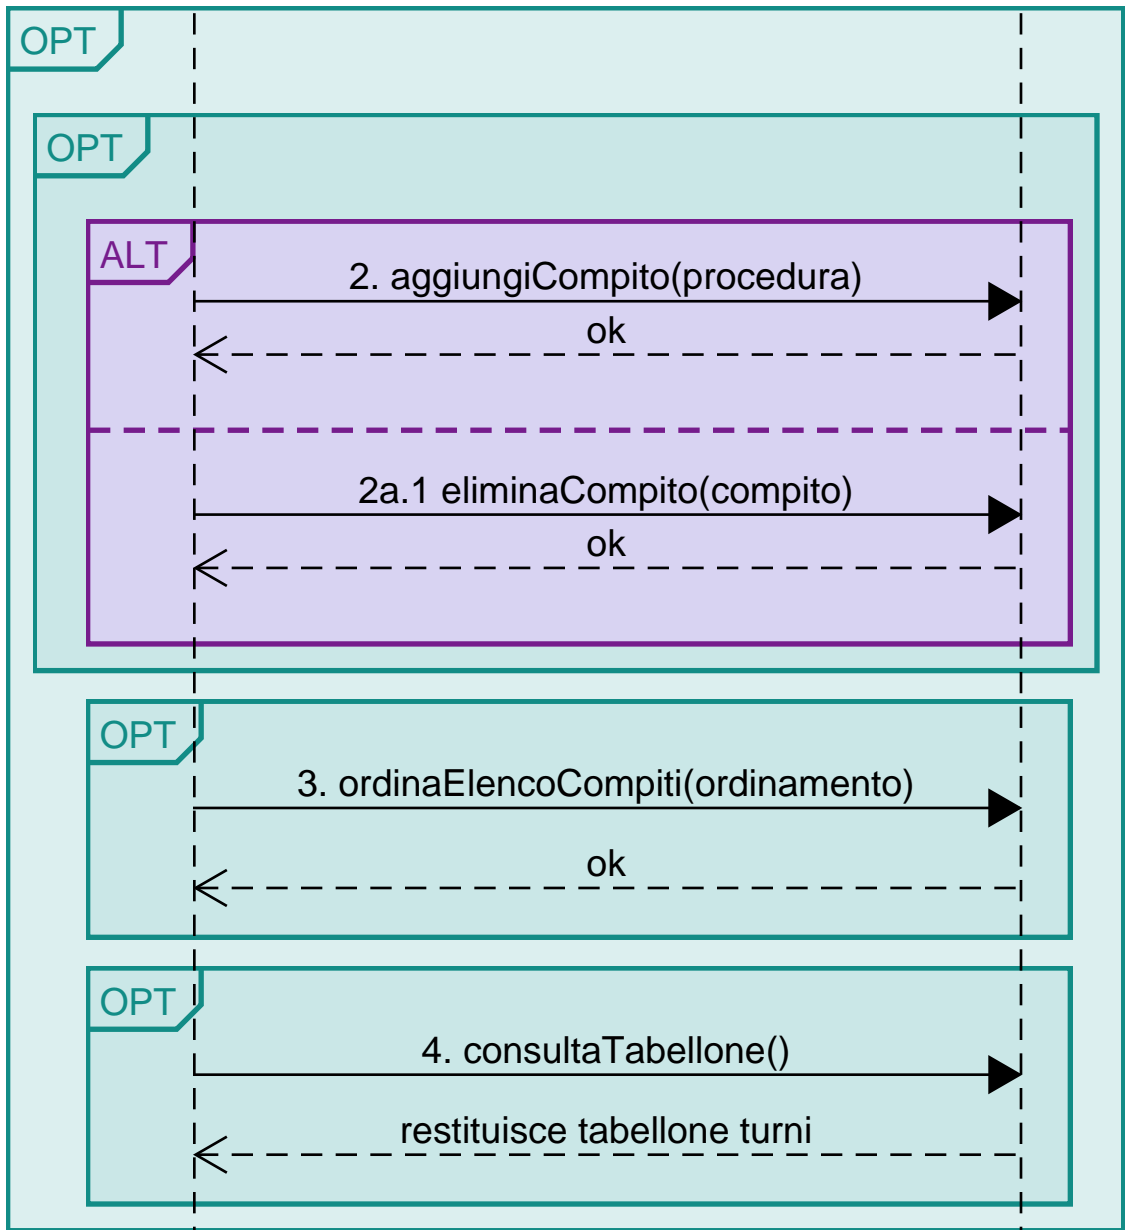 OPT
OPT
ALT
2. aggiungiCompito(procedura)
ok
2a.1 eliminaCompito(compito)
ok
OPT
3. ordinaElencoCompiti(ordinamento)
ok
OPT
4. consultaTabellone()
restituisce tabellone turni